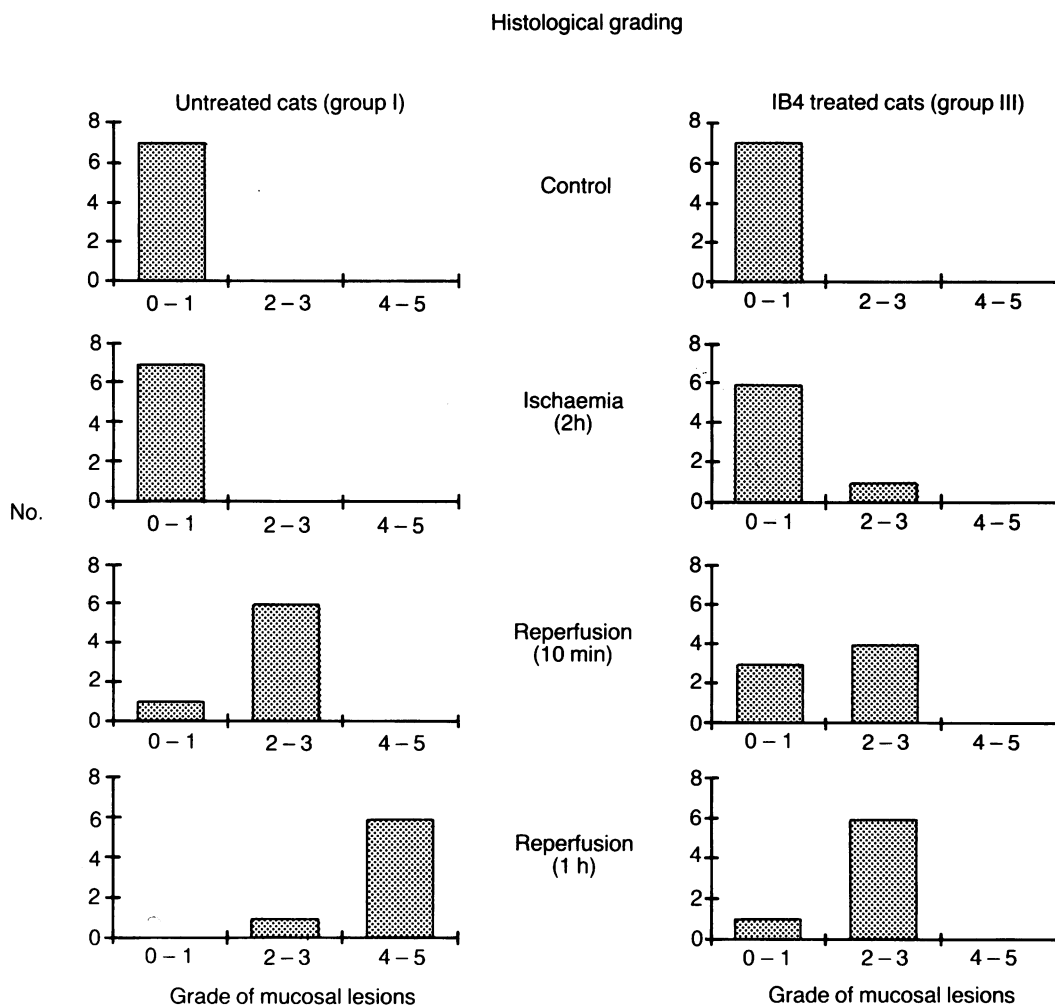 Histological grading
Untreated cats (group I)
IB4 treated cats (group III)
8
6
4
2
0
0 – 1
2 – 3
4 – 5
Control
8
6
4
2
0
0 – 1
2 – 3
4 – 5
No.
8
6
4
2
0
0 – 1
2 – 3
4 – 5
Ischaemia
(2h)
8
6
4
2
0
0 – 1
2 – 3
4 – 5
8
6
4
2
0
0 – 1
2 – 3
4 – 5
Reperfusion
(10 min)
8
6
4
2
0
0 – 1
2 – 3
4 – 5
8
6
4
2
0
0 – 1
2 – 3
4 – 5
Grade of mucosal lesions
Reperfusion
(1 h)
8
6
4
2
0
0 – 1
2 – 3
4 – 5
Grade of mucosal lesions